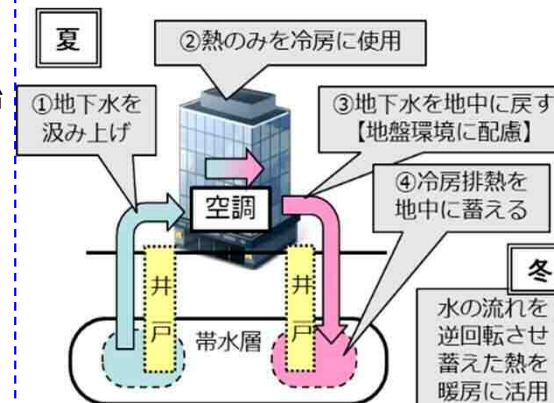 夏
②熱のみを冷房に使用
①地下水を
汲み上げ
③地下水を地中に戻す
【地盤環境に配慮】
④冷房排熱を
地中に蓄える
空調
井戸
井戸
帯水層
冬
水の流れを
逆回転させ
蓄えた熱を
暖房に活用